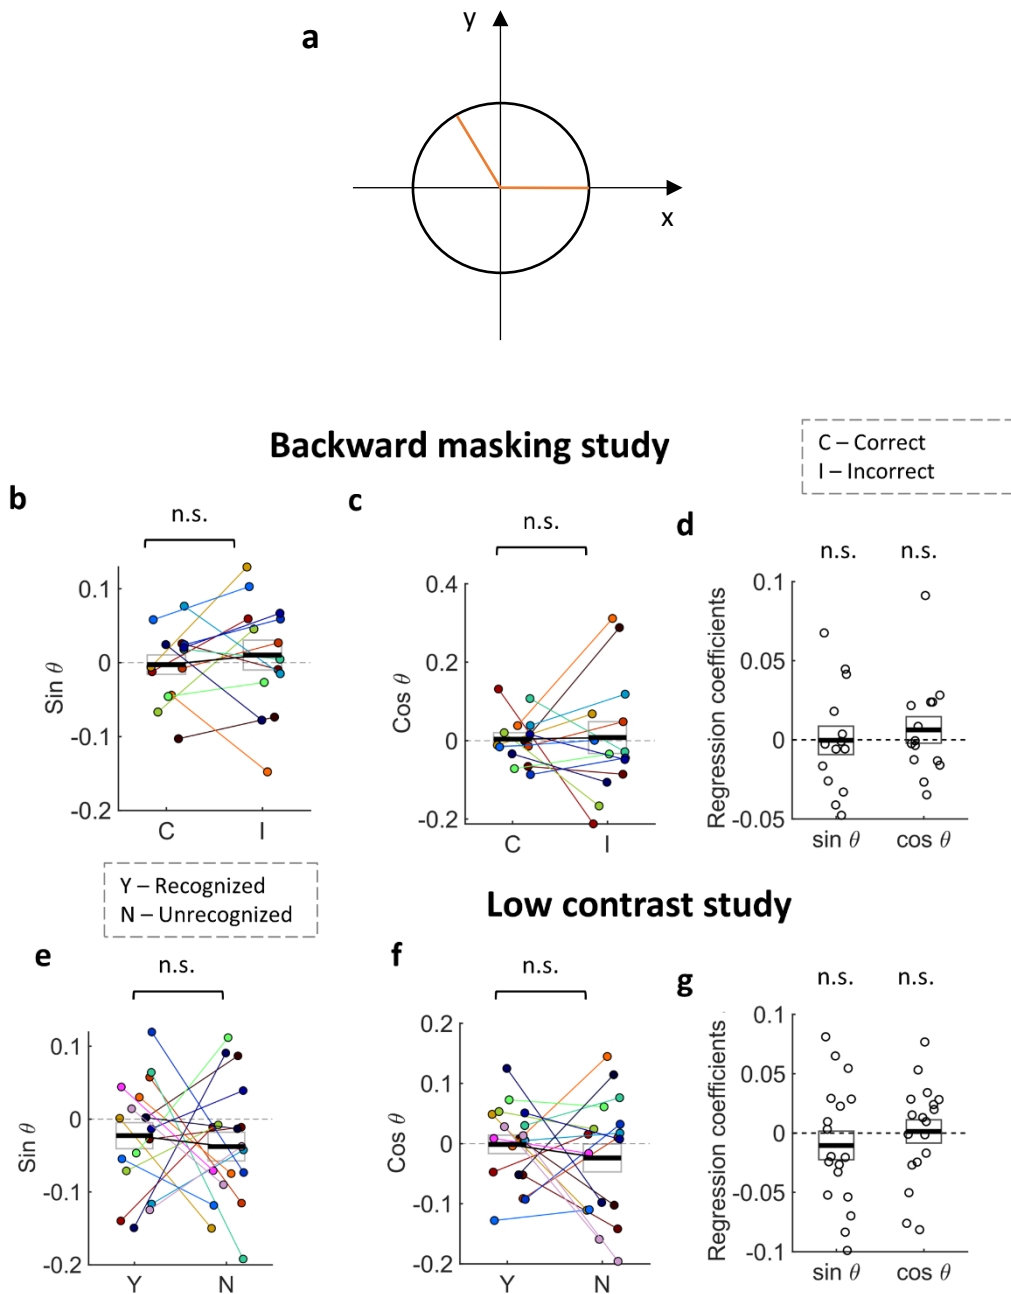 a
y
x
Backward masking study
C – Correct
I – Incorrect
b
n.s.
Sin θ
0.1
0
-0.1
-0.2
C
I
c
n.s.
Cos θ
0.4
0.2
0
-0.2
C
I
d
n.s.
n.s.
Regression coefficients
0.1
0.05
0
-0.05
sin θ
cos θ
Y – Recognized
N – Unrecognized
Low contrast study
e
n.s.
Sin θ
0.1
0
-0.1
-0.2
Y
N
f
n.s.
Cos θ
0.2
0.1
0
-0.1
-0.2
Y
N
g
n.s.
n.s.
Regression coefficients
0.1
0.05
0
-0.05
-0.1
sin θ
cos θ